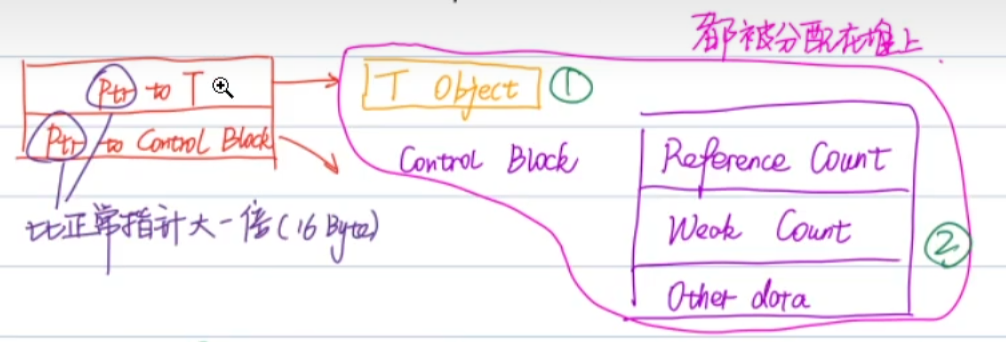 都被分配在堆上
Ptr to T
T Object ①
Ptr to Control Block
Control Block
Reference Count
比正常指针大一倍(16 Byte)
Weak Count
②
Other data